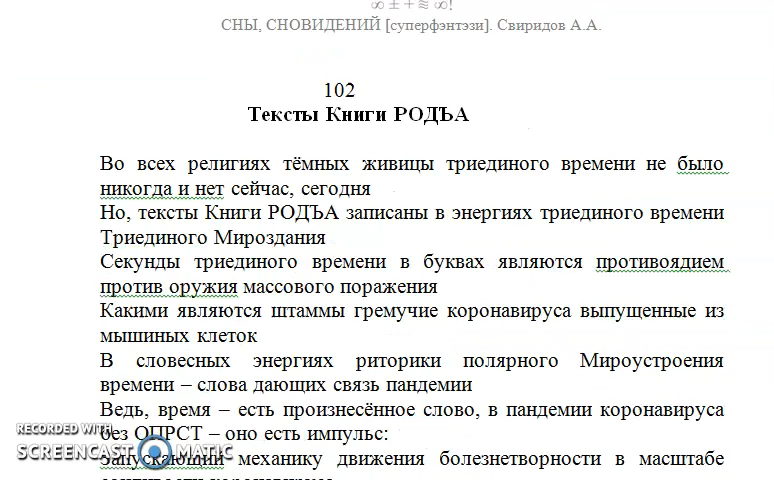 ∞ ± + ≋ ∞!
СНЫ, СНОВИДЕНИЙ [суперфэнтэзи]. Свиридов А.А.
102
Тексты Книги РОДЪА
Во всех религиях тёмных живицы триединого времени не было
никогда и нет сейчас, сегодня
Но, тексты Книги РОДЪА записаны в энергиях триединого времени
Триединого Мироздания
Секунды триединого времени в буквах являются противоядием
против оружия массового поражения
Какими являются штаммы гремучие коронавируса выпущенные из
мышиных клеток
В словесных энергиях риторики полярного Мироустроения
времени – слова дающих связь пандемии
Ведь, время – есть произнесённое слово, в пандемии коронавируса
без ОПРСТ – оно есть импульс:
запускающий механику движения болезнетворности в масштабе
RECORDED WITH
SCREENCAST MATIC